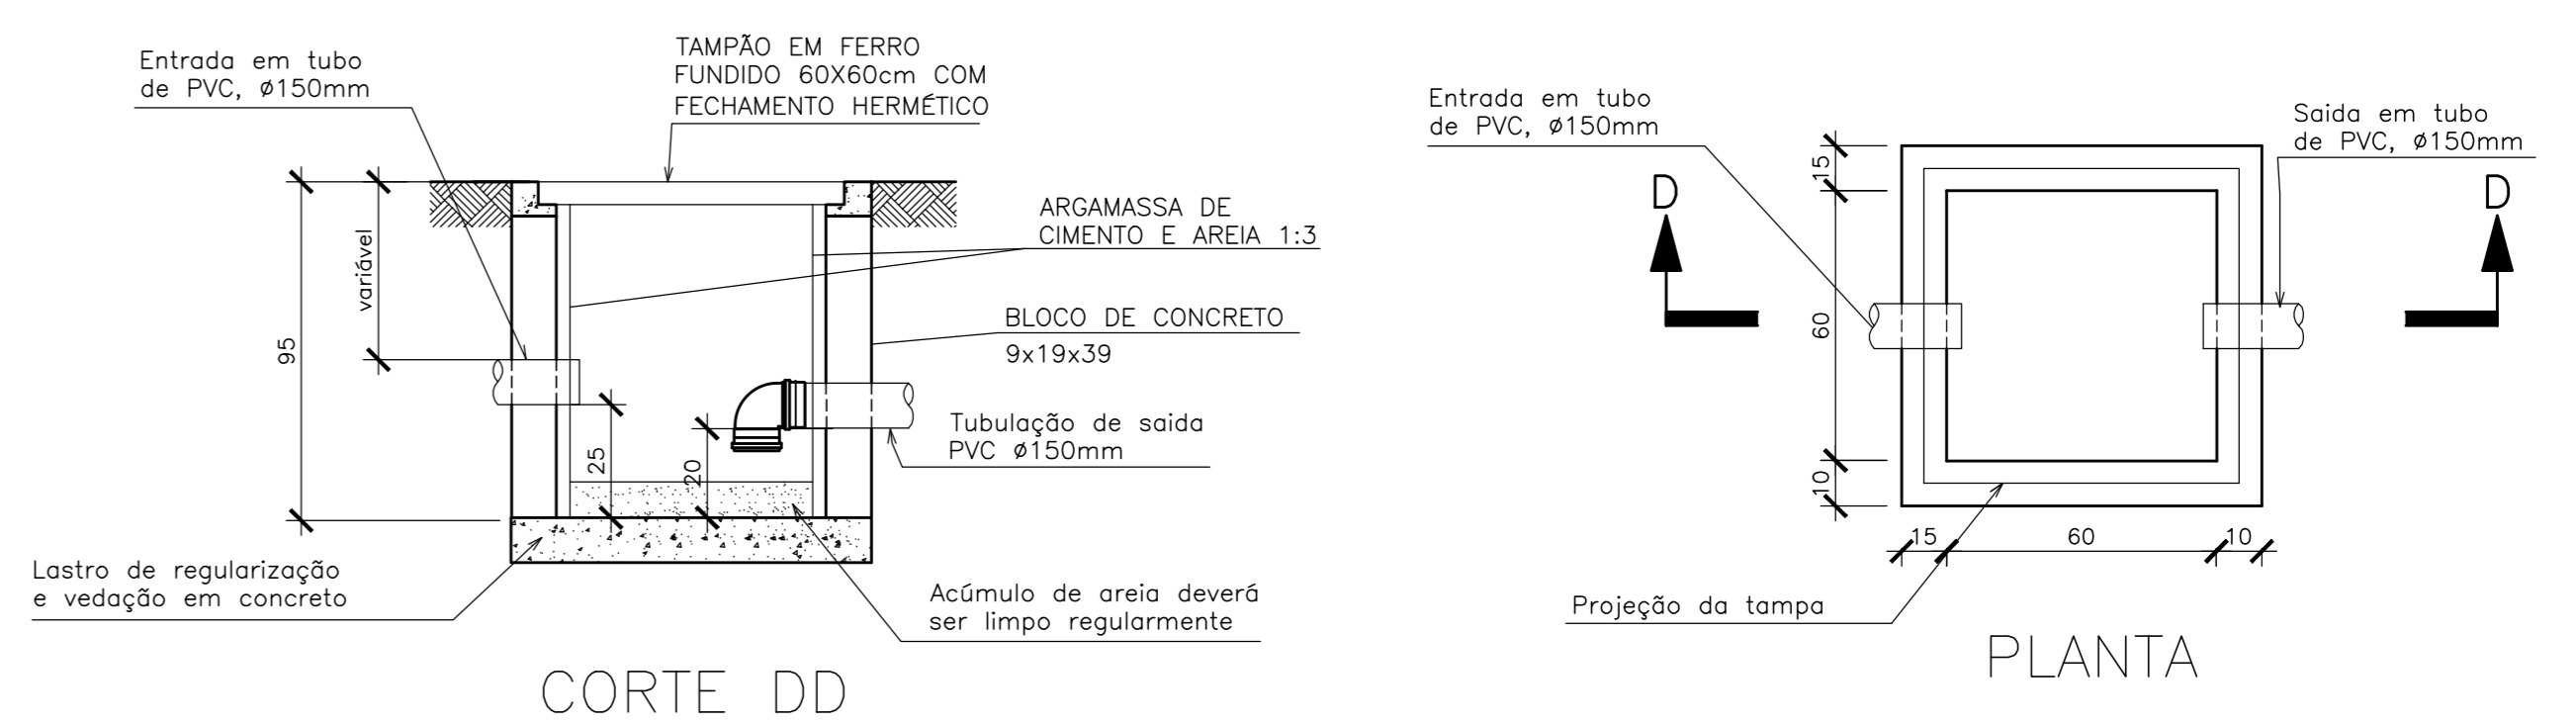 Entrada em tubo
de PVC, ø150mm
TAMPÃO EM FERRO
FUNDIDO 60X60cm COM
FECHAMENTO HERMÉTICO
ARGAMASSA DE
CIMENTO E AREIA 1:3
BLOCO DE CONCRETO
9x19x39
variável
95
25
20
Tubulação de saida
PVC ø150mm
Lastro de regularização
e vedação em concreto
Acúmulo de areia deverá
ser limpo regularmente
CORTE DD
Entrada em tubo
de PVC, ø150mm
Saida em tubo
de PVC, ø150mm
D
D
15
60
10
15
60
10
Projeção da tampa
PLANTA